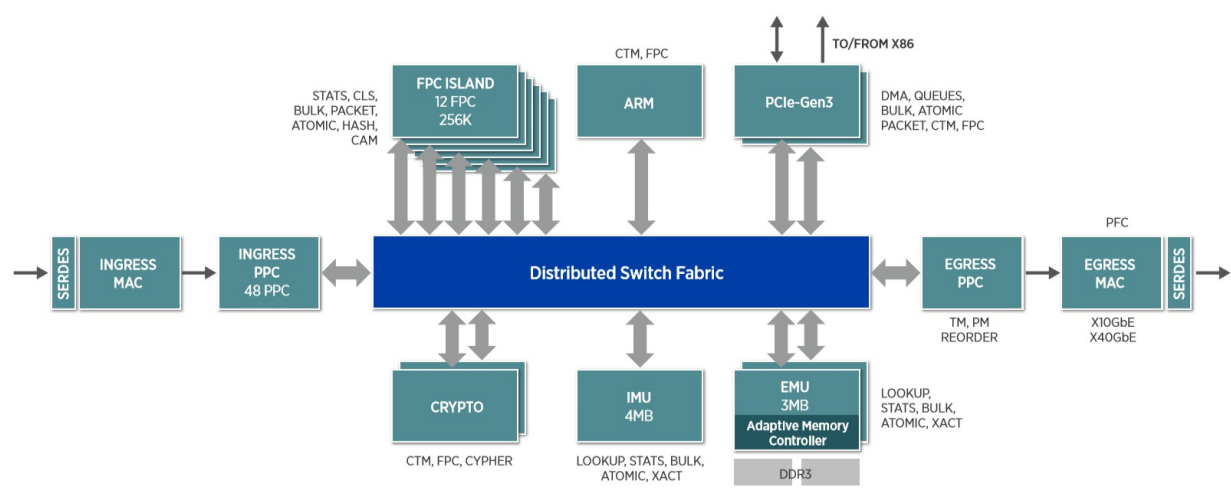 TO/FROM X86
CTM, FPC
STATS, CLS,
BULK, PACKET,
ATOMIC, HASH,
CAM
FPC ISLAND
12 FPC
256K
ARM
PCIe-Gen3
DMA, QUEUES,
BULK, ATOMIC
PACKET, CTM, FPC
SERDES
INGRESS
MAC
INGRESS
PPC
48 PPC
Distributed Switch Fabric
EGRESS
PPC
TM, PM
REORDER
PFC
EGRESS
MAC
SERDES
X10GbE
X40GbE
CRYPTO
CTM, FPC, CYPHER
IMU
4MB
LOOKUP, STATS, BULK,
ATOMIC, XACT
EMU
3MB
Adaptive Memory
Controller
DDR3
LOOKUP,
STATS, BULK,
ATOMIC, XACT